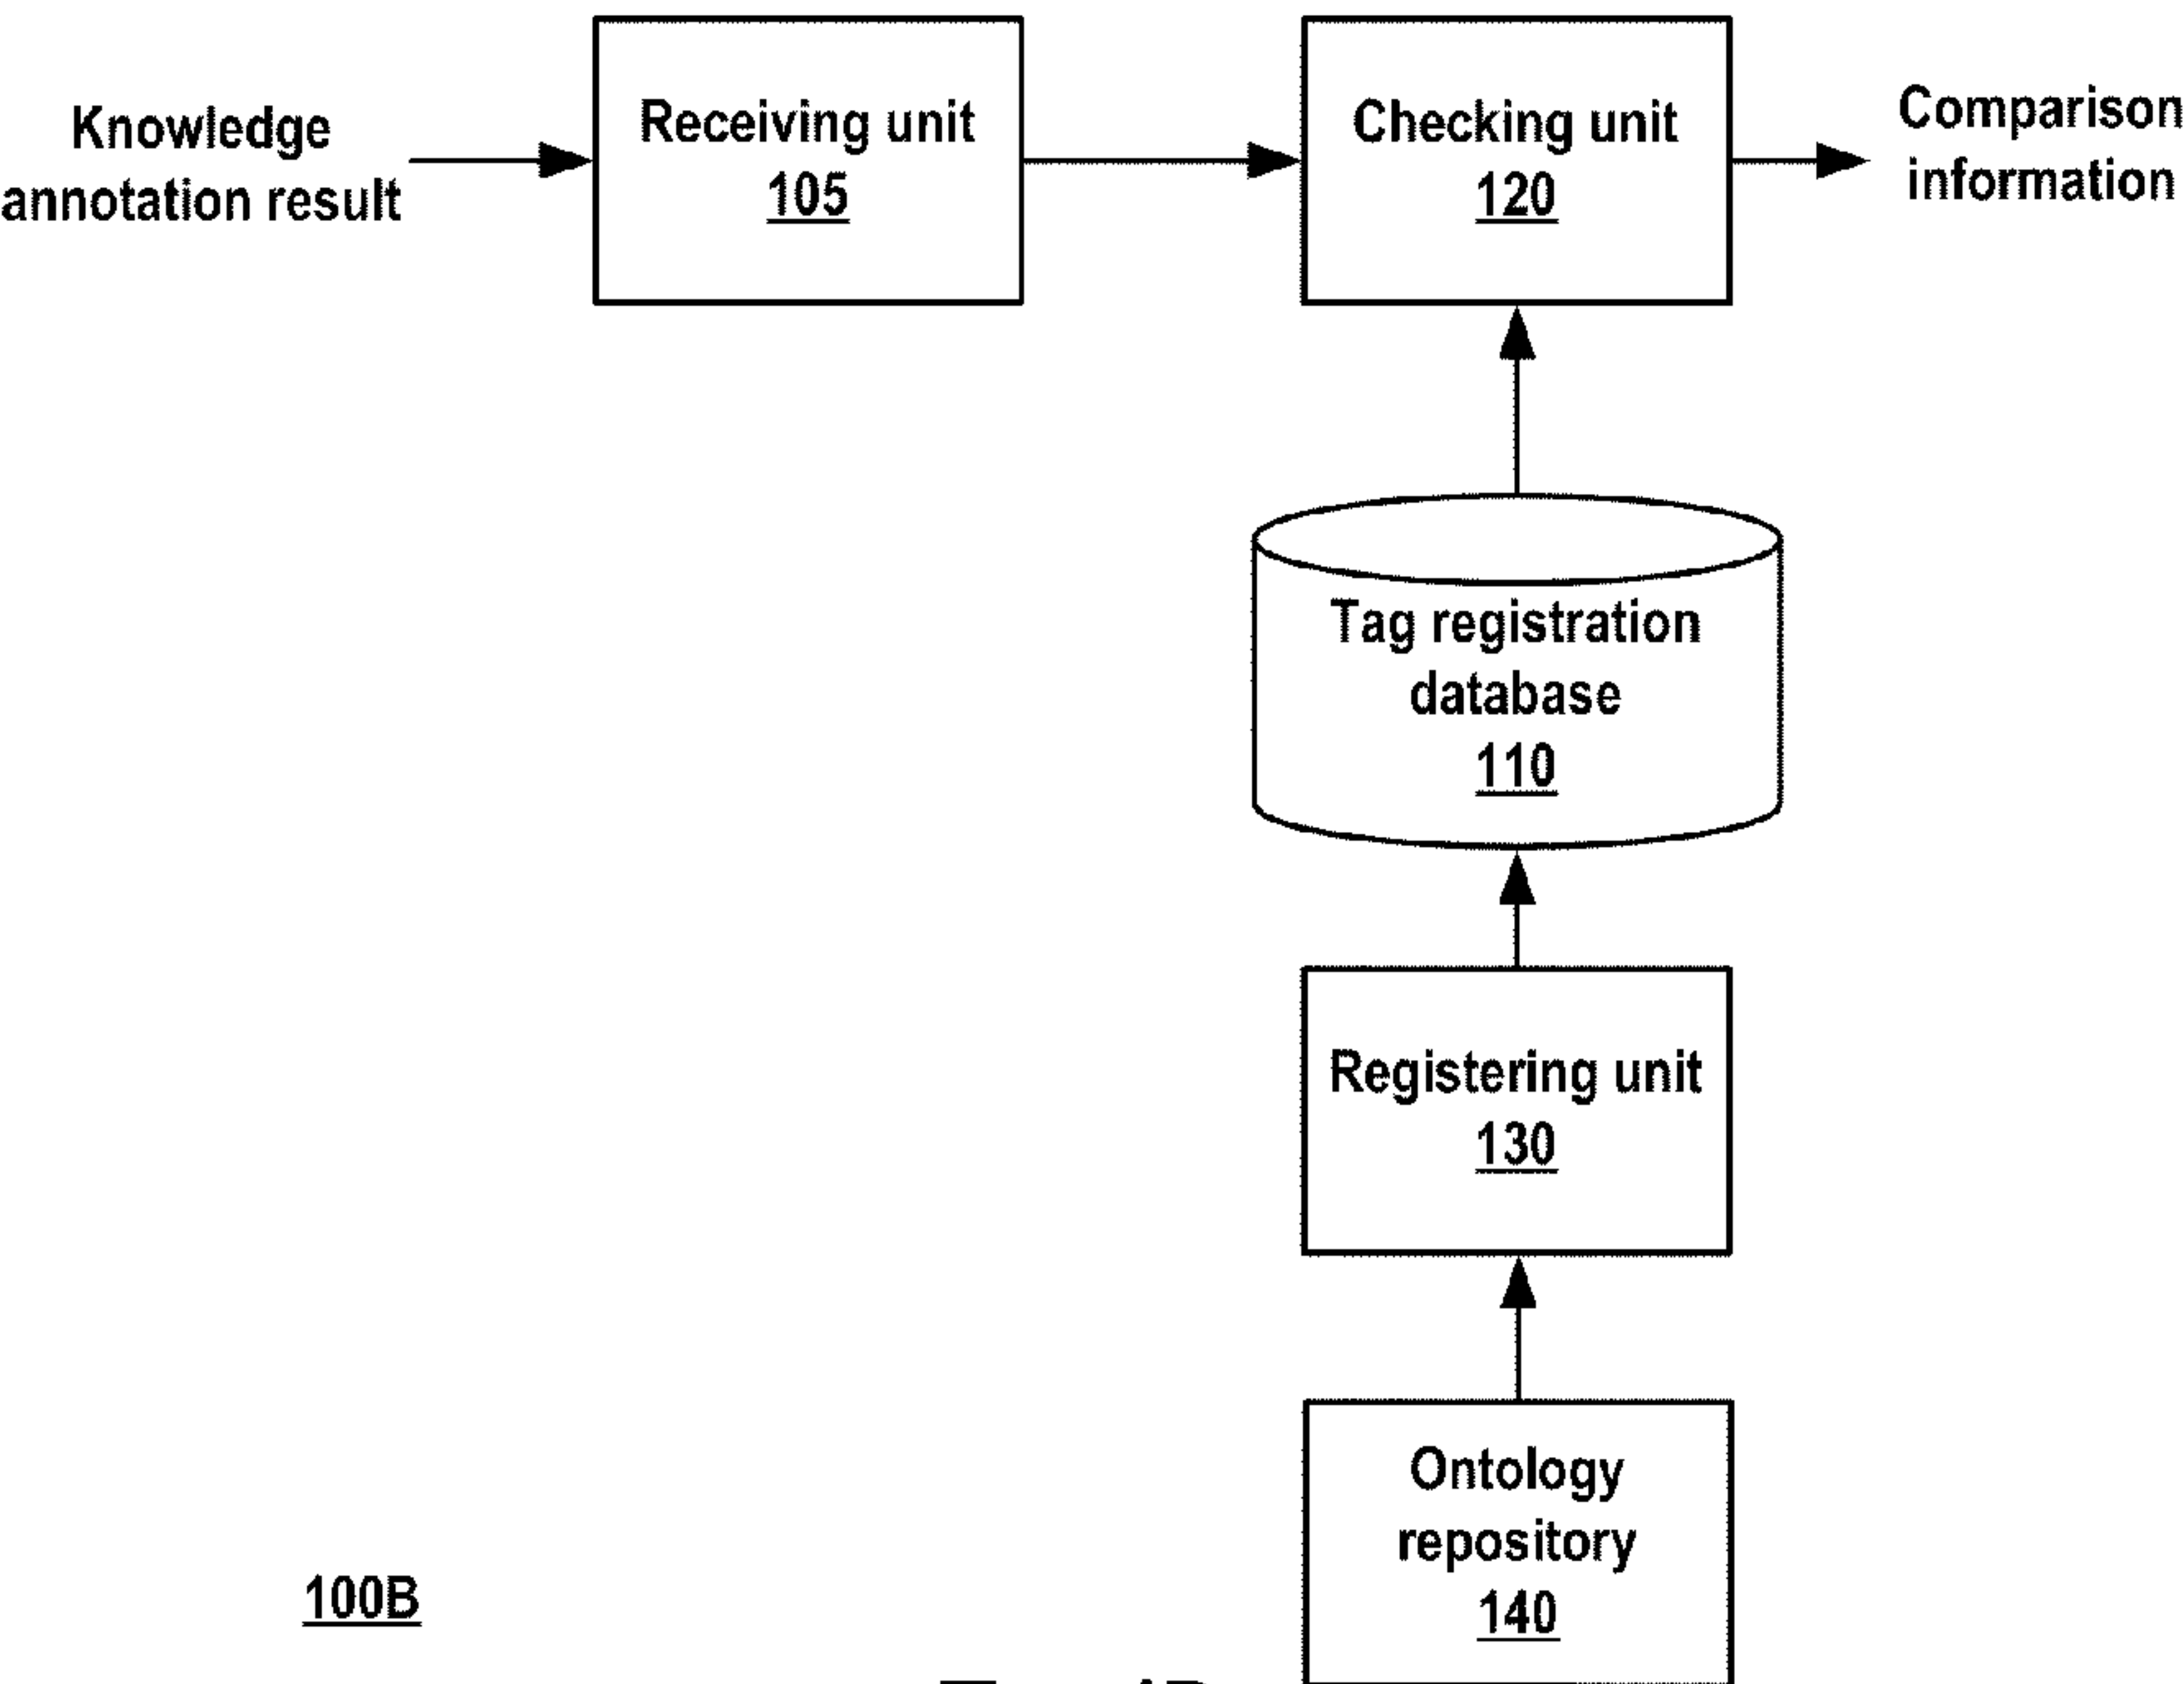 Knowledge
annotation result
Receiving unit
105
Checking unit
120
Comparison
information
Tag registration
database
110
Registering unit
130
Ontology
repository
140
100B